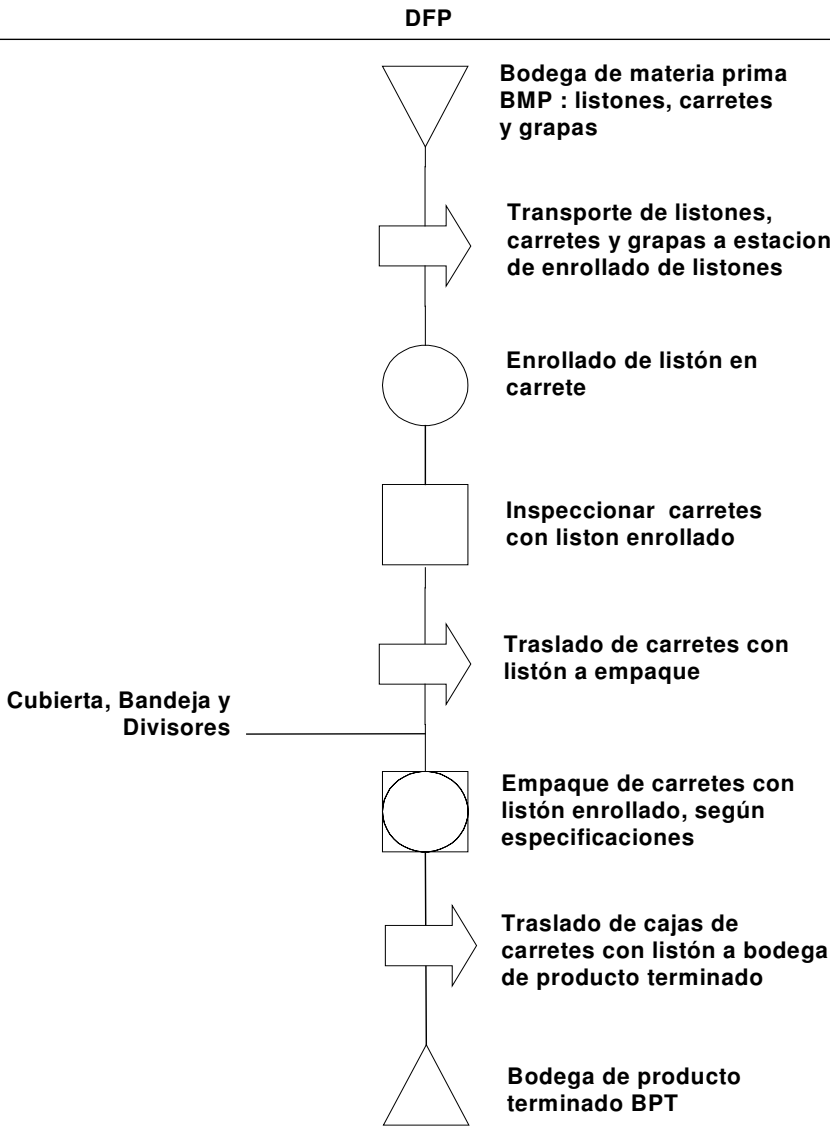 DFP
Bodega de materia prima
BMP : listones, carretes
y grapas
Transporte de listones,
carretes y grapas a estacion
de enrollado de listones
Enrollado de listón en
carrete
Inspeccionar carretes
con liston enrollado
Traslado de carretes con
listón a empaque
Cubierta, Bandeja y
Divisores
Empaque de carretes con
listón enrollado, según
especificaciones
Traslado de cajas de
carretes con listón a bodega
de producto terminado
Bodega de producto
terminado BPT